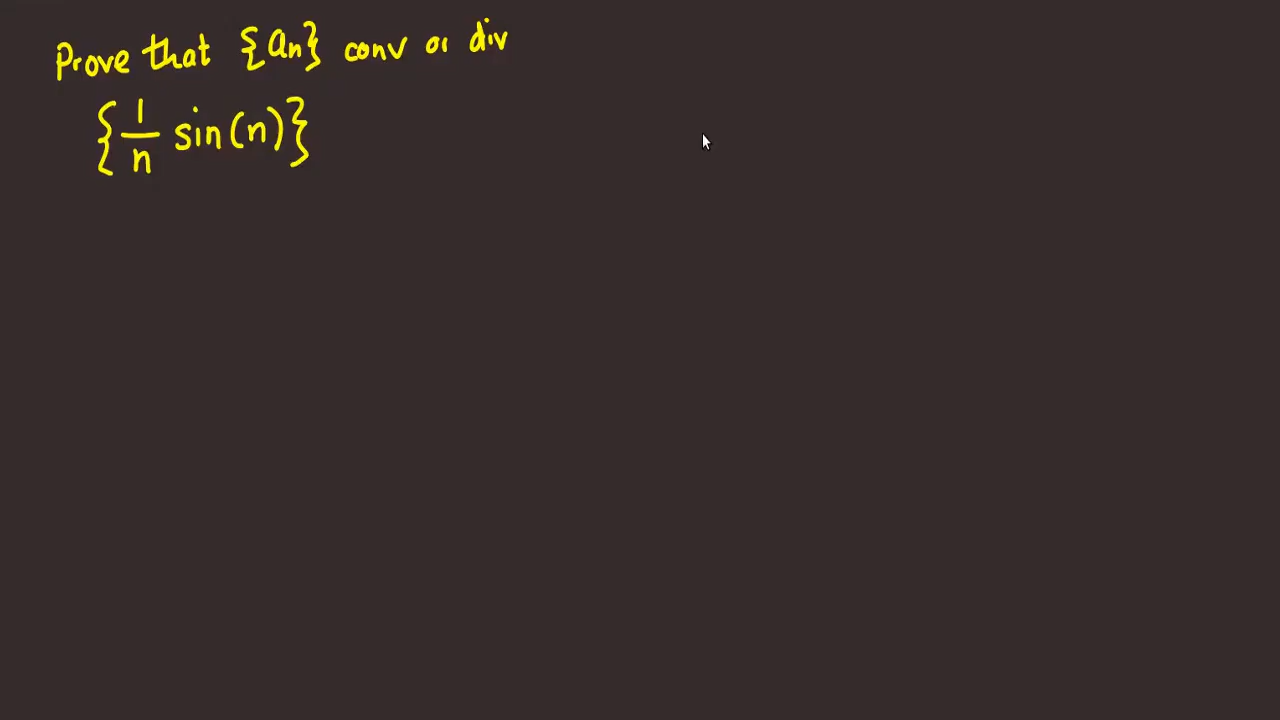 Prove that {an} conv or div
{1/n sin(n)}